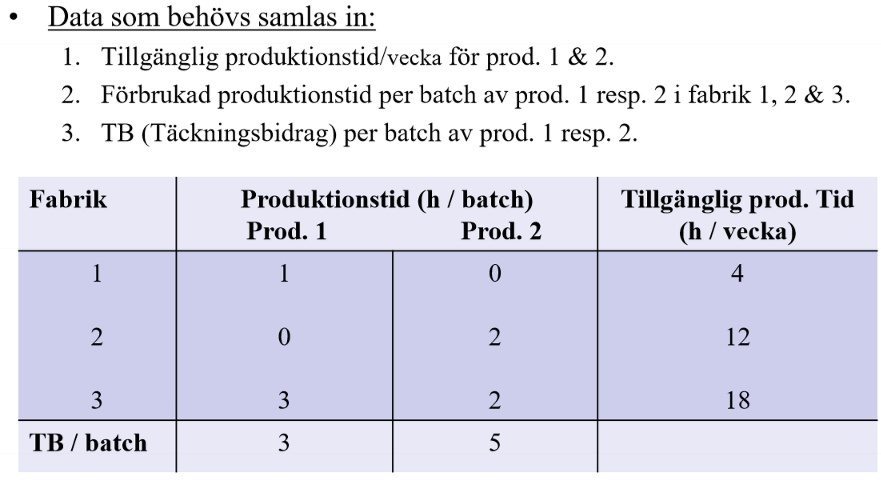 • Data som behövs samlas in:
1. Tillgänglig produktionstid/vecka för prod. 1 & 2.
2. Förbrukad produktionstid per batch av prod. 1 resp. 2 i fabrik 1, 2 & 3.
3. TB (Täckningsbidrag) per batch av prod. 1 resp. 2.
Fabrik Produktionstid (h / batch) Tillgänglig prod. Tid
Prod. 1 Prod. 2 (h / vecka)
1 1 0 4
2 0 2 12
3 3 2 18
TB / batch 3 5